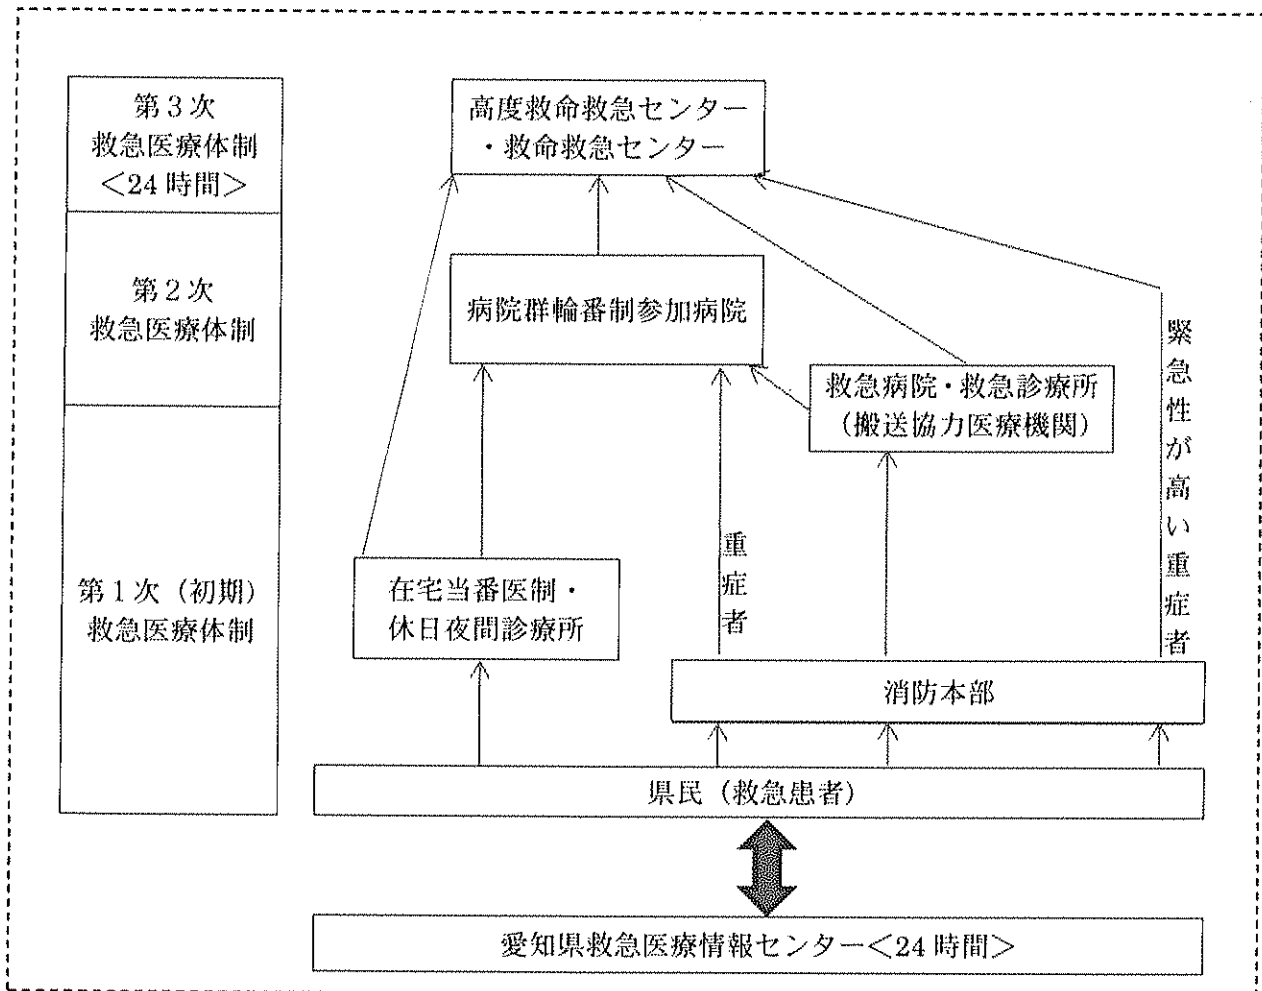 第3次
救急医療体制
＜24時間＞
第2次
救急医療体制
第1次（初期）
救急医療体制
高度救命救急センター
・救命救急センター
病院群輪番制参加病院
救急病院・救急診療所
（搬送協力医療機関）
緊急性が高い重症者
重症者
在宅当番医制・
休日夜間診療所
消防本部
県民（救急患者）
愛知県救急医療情報センター＜24時間＞